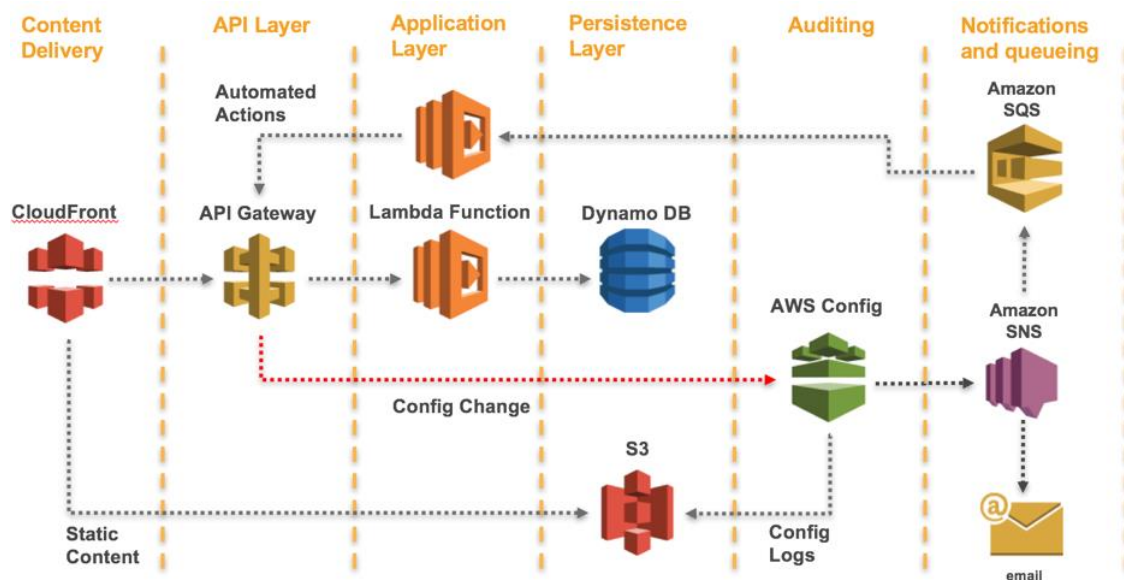 Content
Delivery
API Layer
Application
Layer
Persistence
Layer
Auditing
Notifications
and queueing
Automated
Actions
Amazon
SQS
CloudFront
API Gateway
Lambda Function
Dynamo DB
AWS Config
Amazon
SNS
Config Change
S3
Static
Content
Config
Logs
@
email